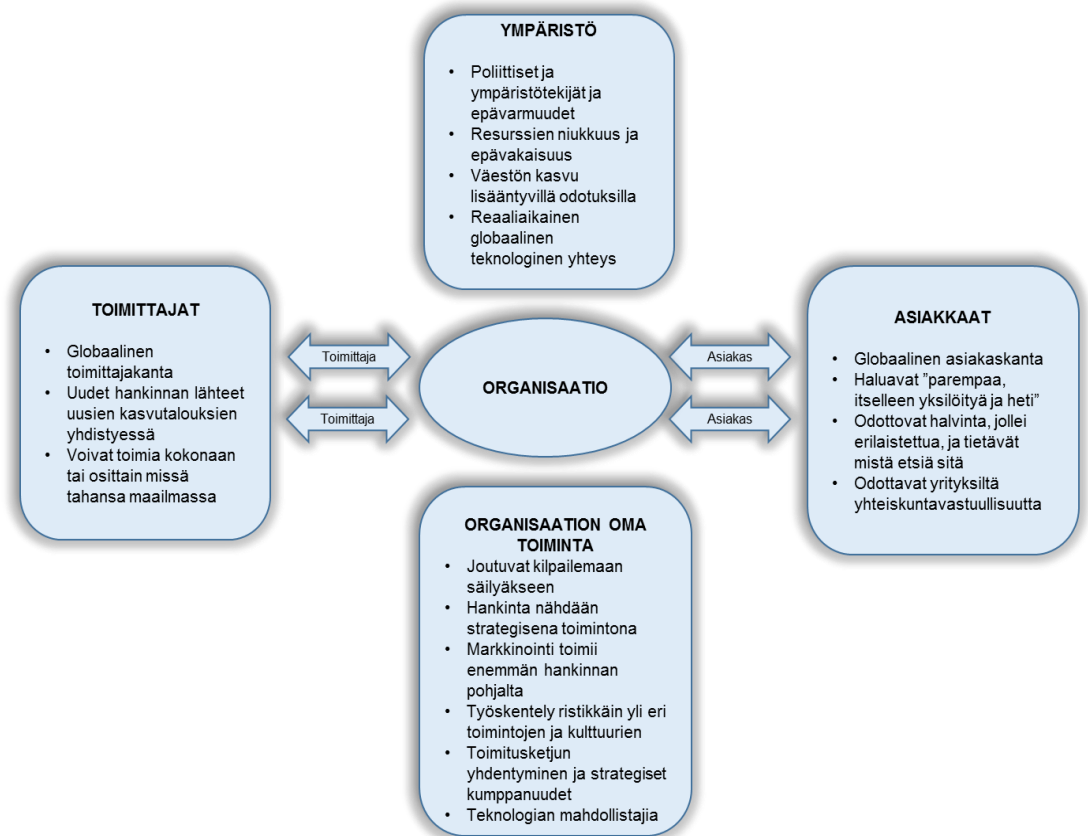 YMPÄRISTÖ
• Poliittiset ja
ympäristötekijät ja
epävarmuudet
• Resurssien niukkuus ja
epävakaisuus
• Väestön kasvu
lisääntyvillä odotuksilla
• Reaaliaikainen
globaalinen
teknologinen yhteys
TOIMITTAJAT
• Globaalinen
toimittajakanta
• Uudet hankinnan lähteet
uusien kasvutalouksien
yhdistyessä
• Voivat toimia kokonaan
tai osittain missä
tahansa maailmassa
Toimittaja
Toimittaja
ORGANISAATIO
Asiakas
Asiakas
ASIAKKAAT
• Globaalinen asiakaskanta
• Haluavat ”parempaa,
itselleen yksilöityä ja heti”
• Odottovat halvinta, jollei
erilaistettua, ja tietävät
mistä etsiä sitä
• Odottavat yrityksiltä
yhteiskuntavastuullisuutta
ORGANISAATION OMA
TOIMINTA
• Joutuvat kilpailemaan
säilyäkseen
• Hankinta nähdään
strategisena toimintona
• Markkinointi toimii
enemmän hankinnan
pohjalta
• Työskentely ristikkäin yli eri
toimintojen ja kulttuurien
• Toimitusketjun
yhdentyminen ja strategiset
kumppanuudet
• Teknologian mahdollistajia